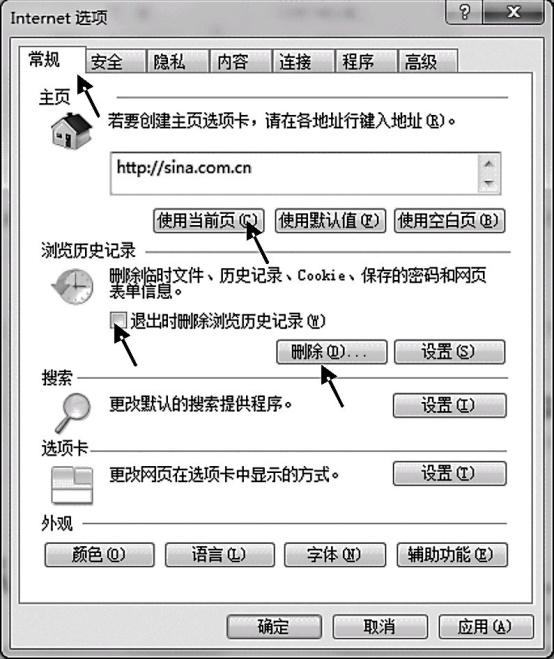 Internet 选项
?
常规 安全 隐私 内容 连接 程序 高级
主页
若要创建主页选项卡，请在各地址行键入地址(R)。
http://sina.com.cn
使用当前页(C) 使用默认值(F) 使用空白页(B)
浏览历史记录
删除临时文件、历史记录、Cookie、保存的密码和网页
表单信息。
退出时删除浏览历史记录(W)
删除(D)... 设置(S)
搜索
更改默认的搜索提供程序。 设置(I)
选项卡
更改网页在选项卡中显示的方式。 设置(T)
外观
颜色(O) 语言(L) 字体(N) 辅助功能(E)
确定 取消 应用(A)